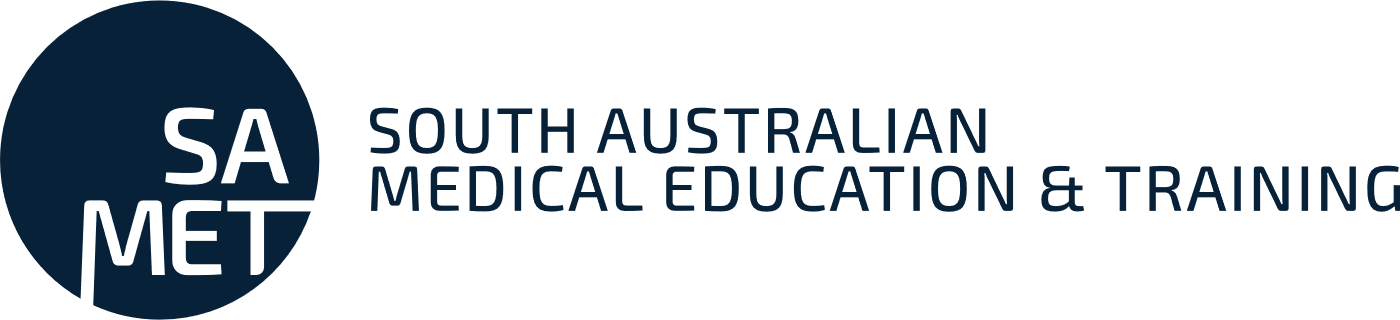 SA
MET
SOUTH AUSTRALIAN
MEDICAL EDUCATION & TRAINING